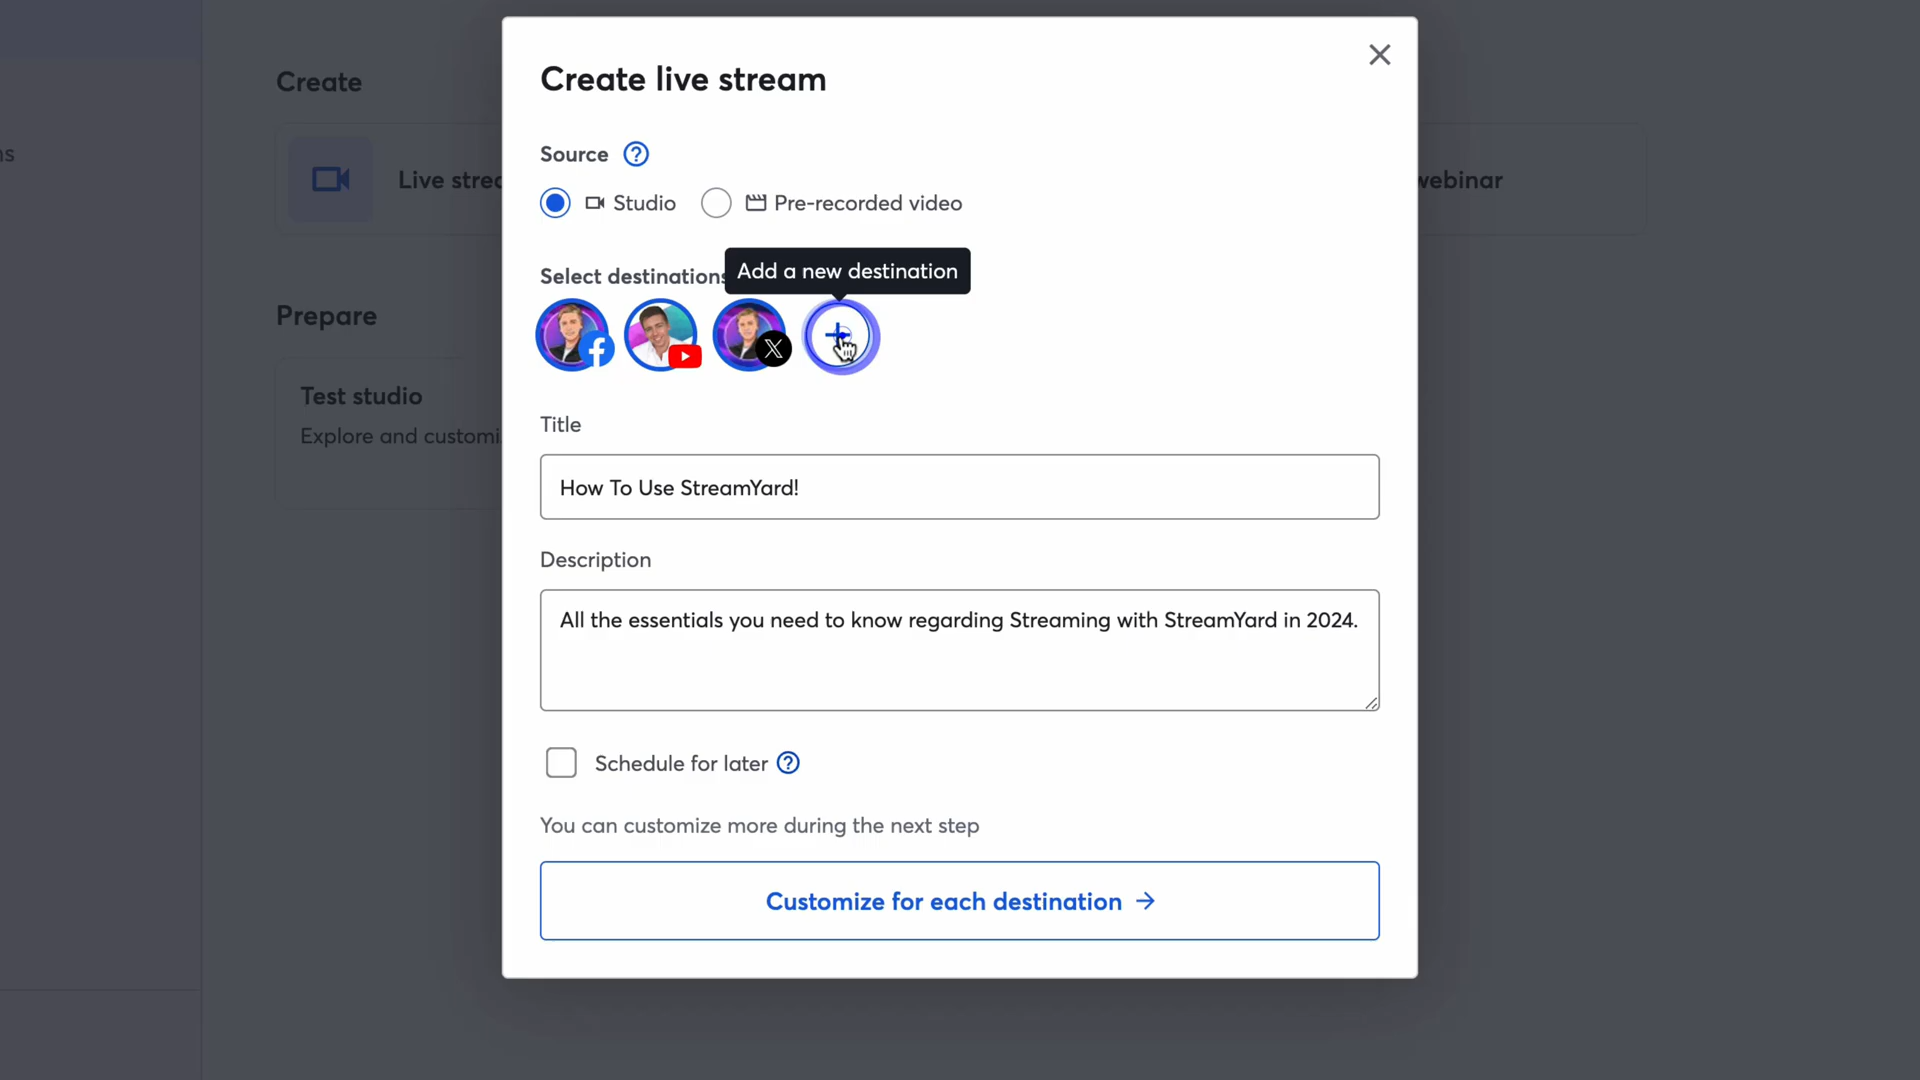 Create live stream
Create
Source
ns
Live strea
webinar
Studio
Pre-recorded video
Select destinations
Add a new destination
Prepare
Test studio
Explore and customi
Title
How To Use StreamYard!
Description
All the essentials you need to know regarding Streaming with StreamYard in 2024.
Schedule for later
You can customize more during the next step
Customize for each destination →